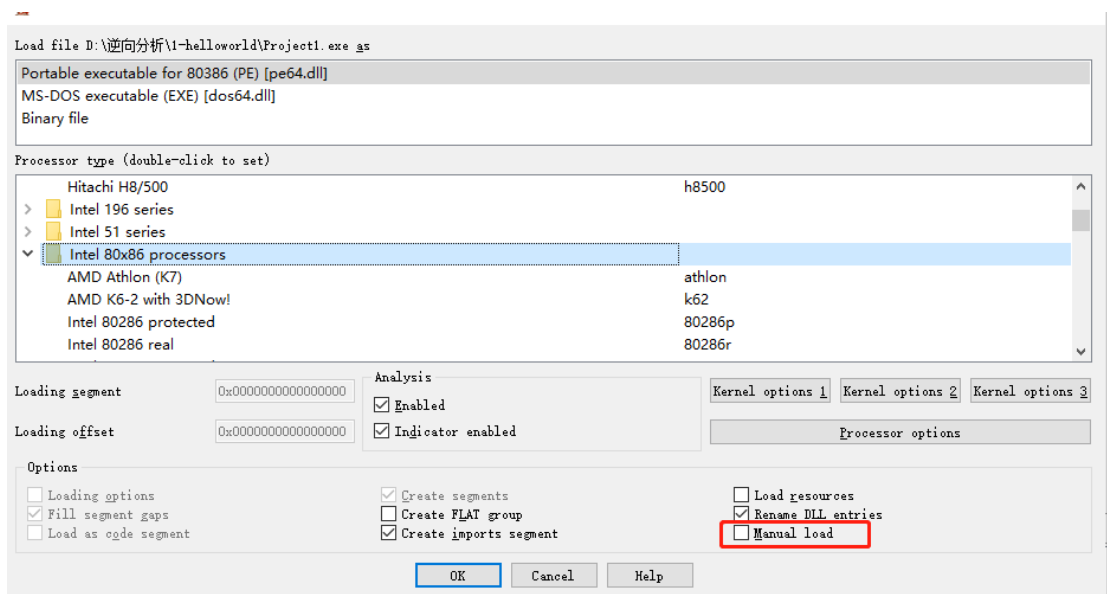 Load file D:\逆向分析\1-helloworld\Project1.exe as
Portable executable for 80386 (PE) [pe64.dll]
MS-DOS executable (EXE) [dos64.dll]
Binary file
Processor type (double-click to set)
Hitachi H8/500 h8500
Intel 196 series
Intel 51 series
Intel 80x86 processors
AMD Athlon (K7) athlon
AMD K6-2 with 3DNow! k62
Intel 80286 protected 80286p
Intel 80286 real 80286r
Analysis
Loading segment 0x0000000000000000 Enabled Kernel options 1 Kernel options 2 Kernel options 3
Loading offset 0x0000000000000000 Indicator enabled Processor options
Options
Loading options Create segments Load resources
Fill segment gaps Create FLAT group Rename DLL entries
Load as code segment Create imports segment Manual load
OK Cancel Help